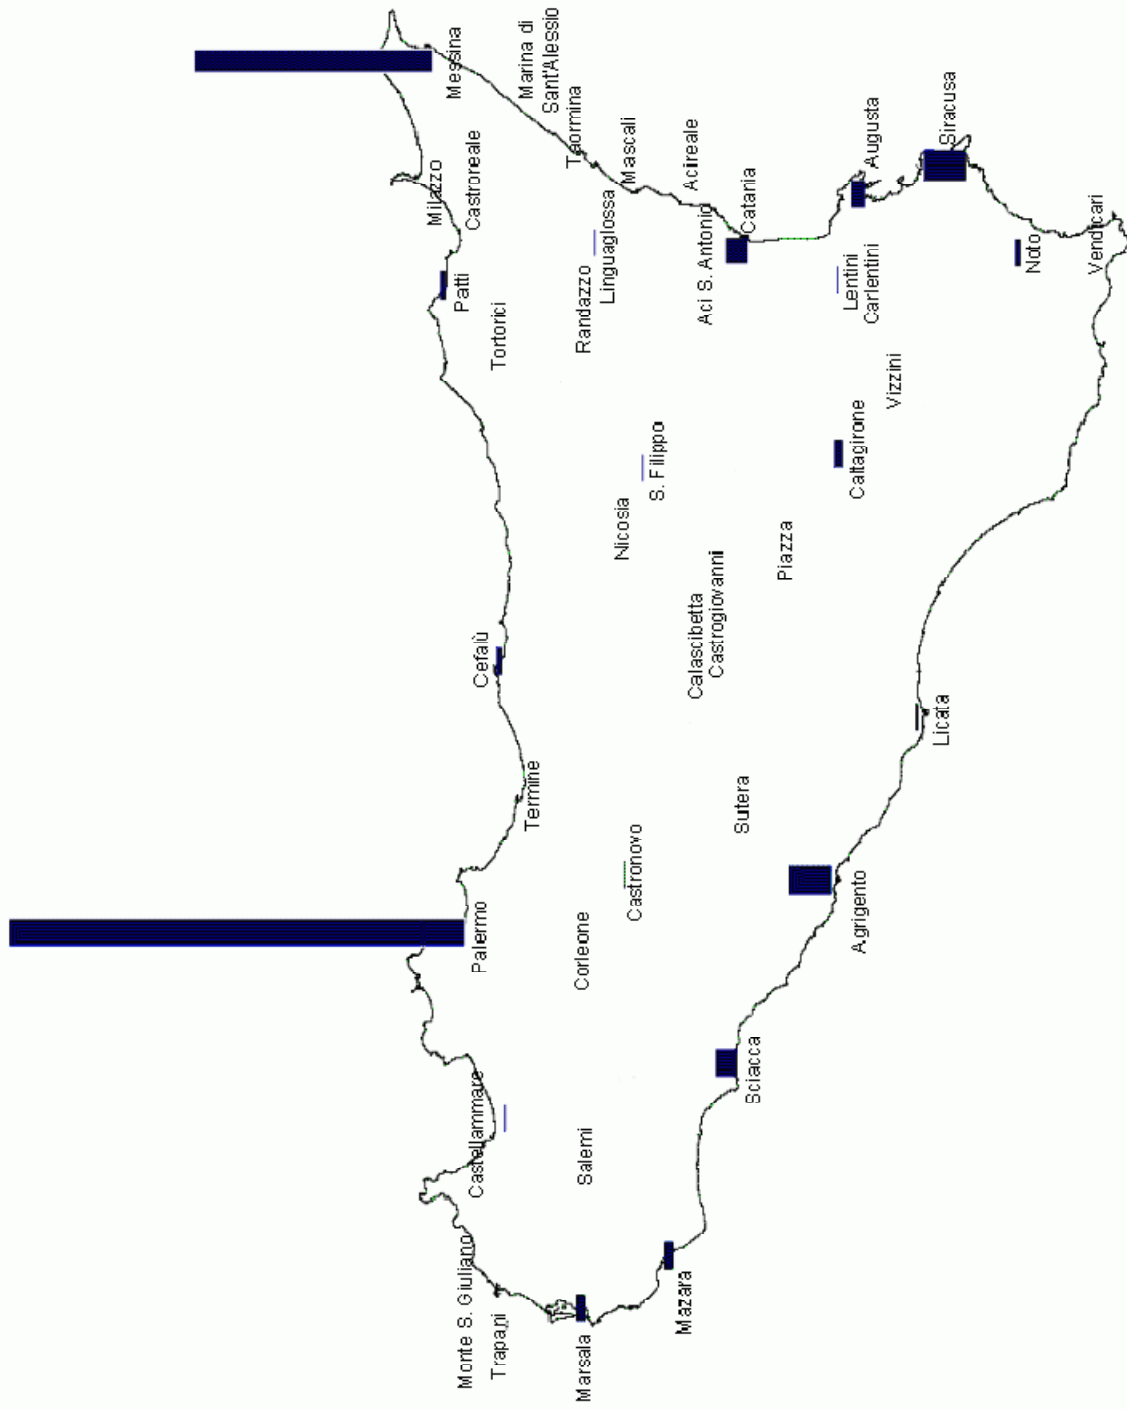 Monte S. Giuliano
Trapani
Marsala
Mazara
Castellammare
Salemi
Sciacca
Palermo
Corleone
Castronovo
Agrigento
Termine
Sutera
Cefalù
Licata
Calascibetta
Castrogiovanni
Nicosia
S. Filippo
Piazza
Caltagirone
Vizzini
Tortorici
Patti
Randazzo
Linguaglossa
Aci S. Antonio
Lentini
Carlentini
Noto
Vendicari
Milazzo
Castroreale
Messina
Marina di
Sant'Alessio
Taormina
Mascali
Acireale
Catania
Augusta
Siracusa